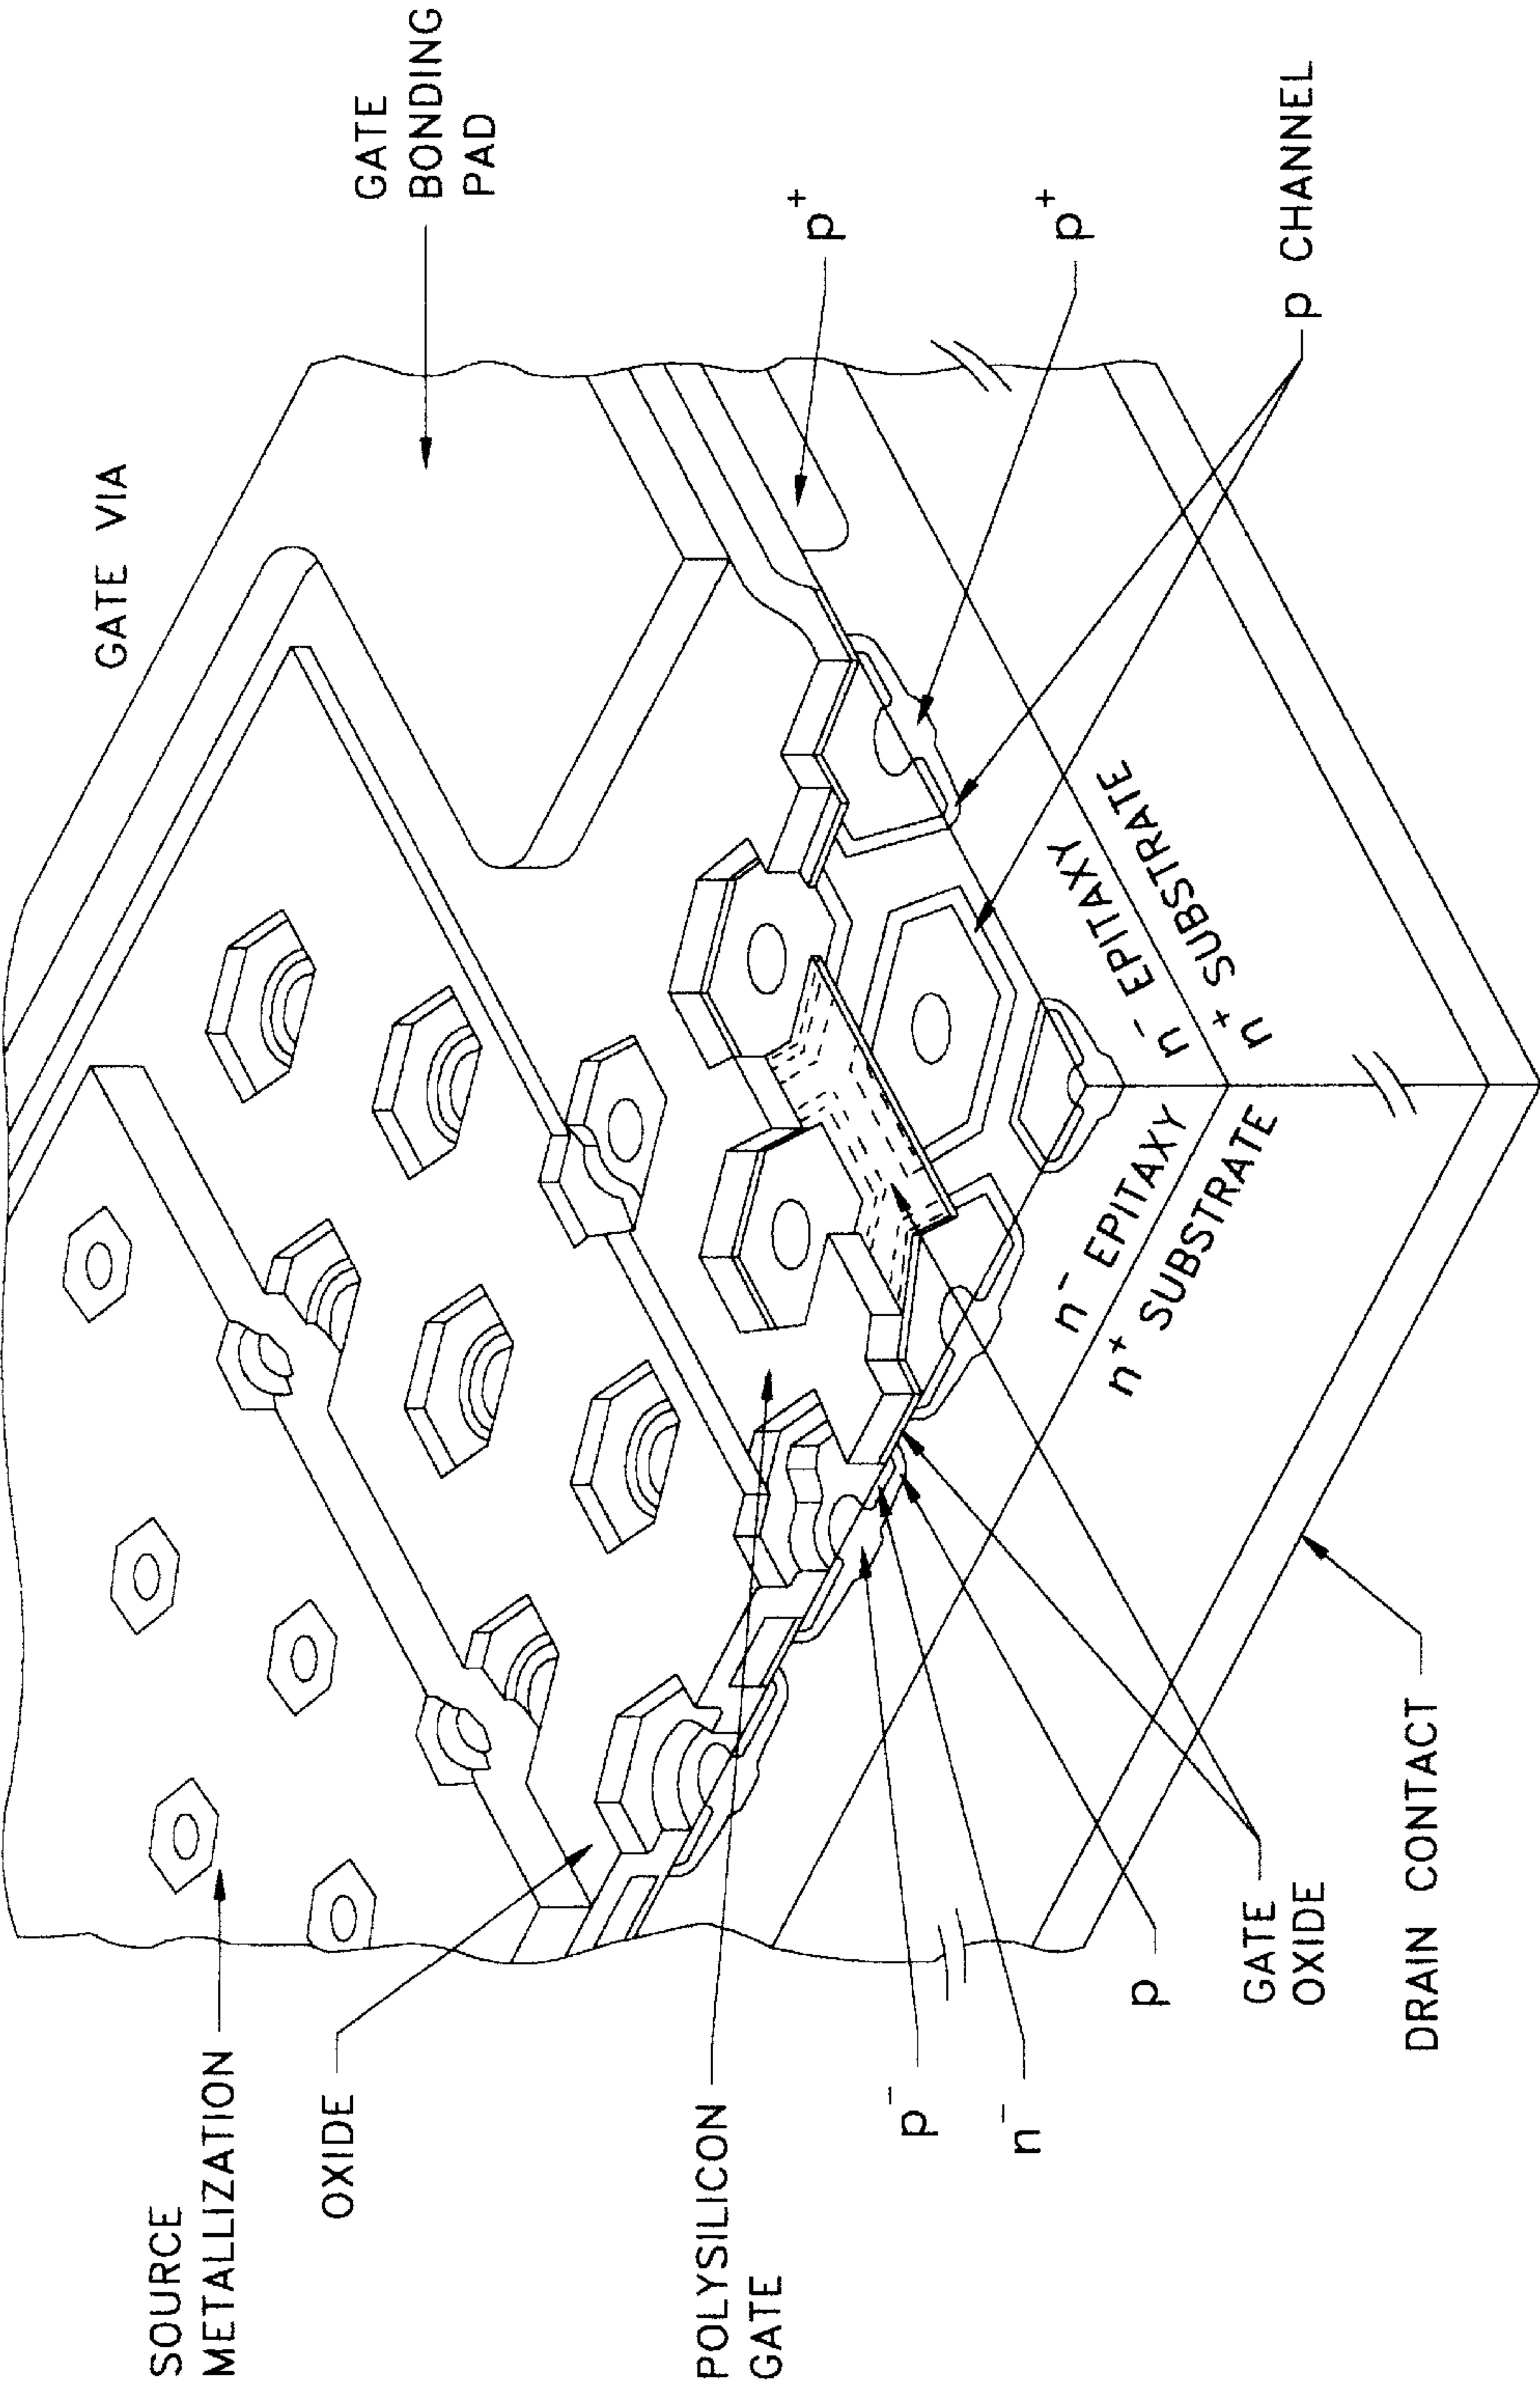 GATE VIA
GATE
BONDING
PAD
p+
p+
p CHANNEL
n- EPITAXY
n+ SUBSTRATE
n- EPITAXY
n+ SUBSTRATE
SOURCE
METALLIZATION
OXIDE
POLYSILICON
GATE
p-
n-
p
GATE
OXIDE
DRAIN CONTACT